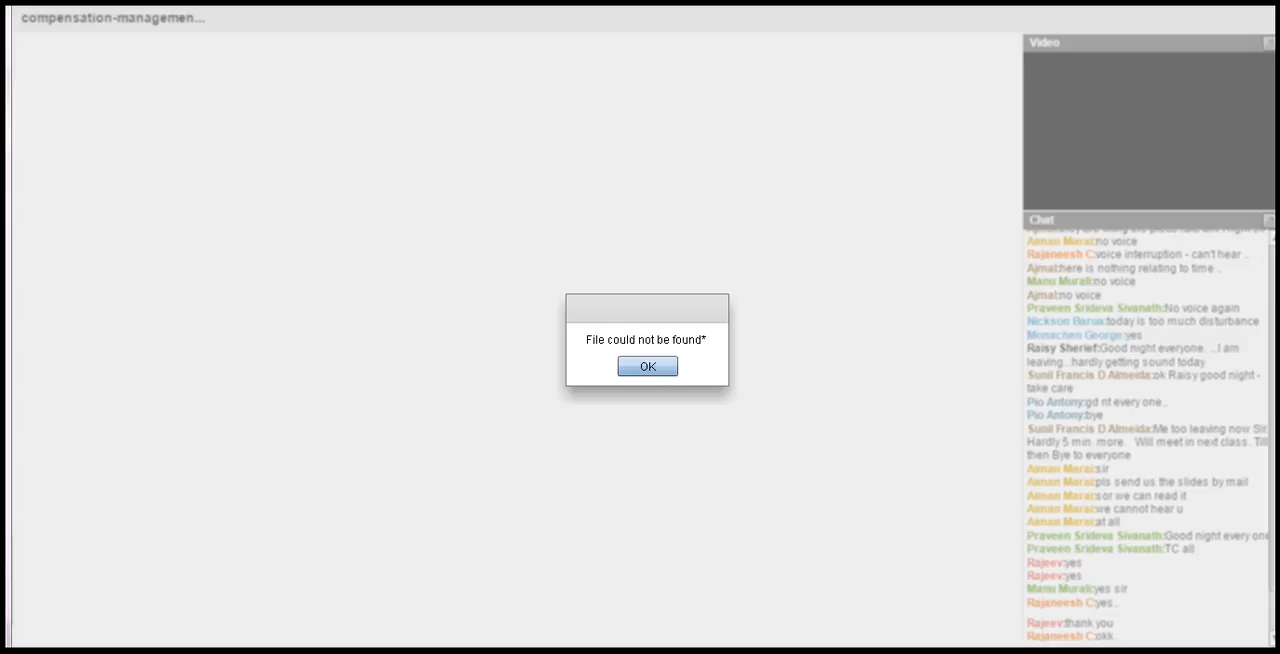 compensation-managemen...
Video
Chat
Aiman Marai:no voice
Rajaneesh C:voice interruption - can't hear ..
Ajmal:here is nothing relating to time ..
Manu Murali:no voice
Ajmal:no voice
Praveen Srideva Sivanath:No voice again
Nickson Barua:today is too much disturbance
Monachen George:yes
Raisy Sherief:Good night everyone. ...I am
leaving...hardly getting sound today
Sunil Francis D Almeida:ok Raisy good night -
take care
Pio Antony:gd nt every one..
Pio Antony:bye
Sunil Francis D Almeida:Me too leaving now Sir.
Hardly 5 min. more. Will meet in next class. Till
then Bye to everyone
Aiman Marai:sir
Aiman Marai:pls send us the slides by mail
Aiman Marai:sor we can read it
Aiman Marai:we cannot hear u
Aiman Marai:at all
Praveen Srideva Sivanath:Good night every one
Praveen Srideva Sivanath:TC all
Rajeev:yes
Rajeev:yes
Manu Murali:yes sir
Rajaneesh C:yes..
Rajeev:thank you
Rajaneesh C:okk..
File could not be found*
OK